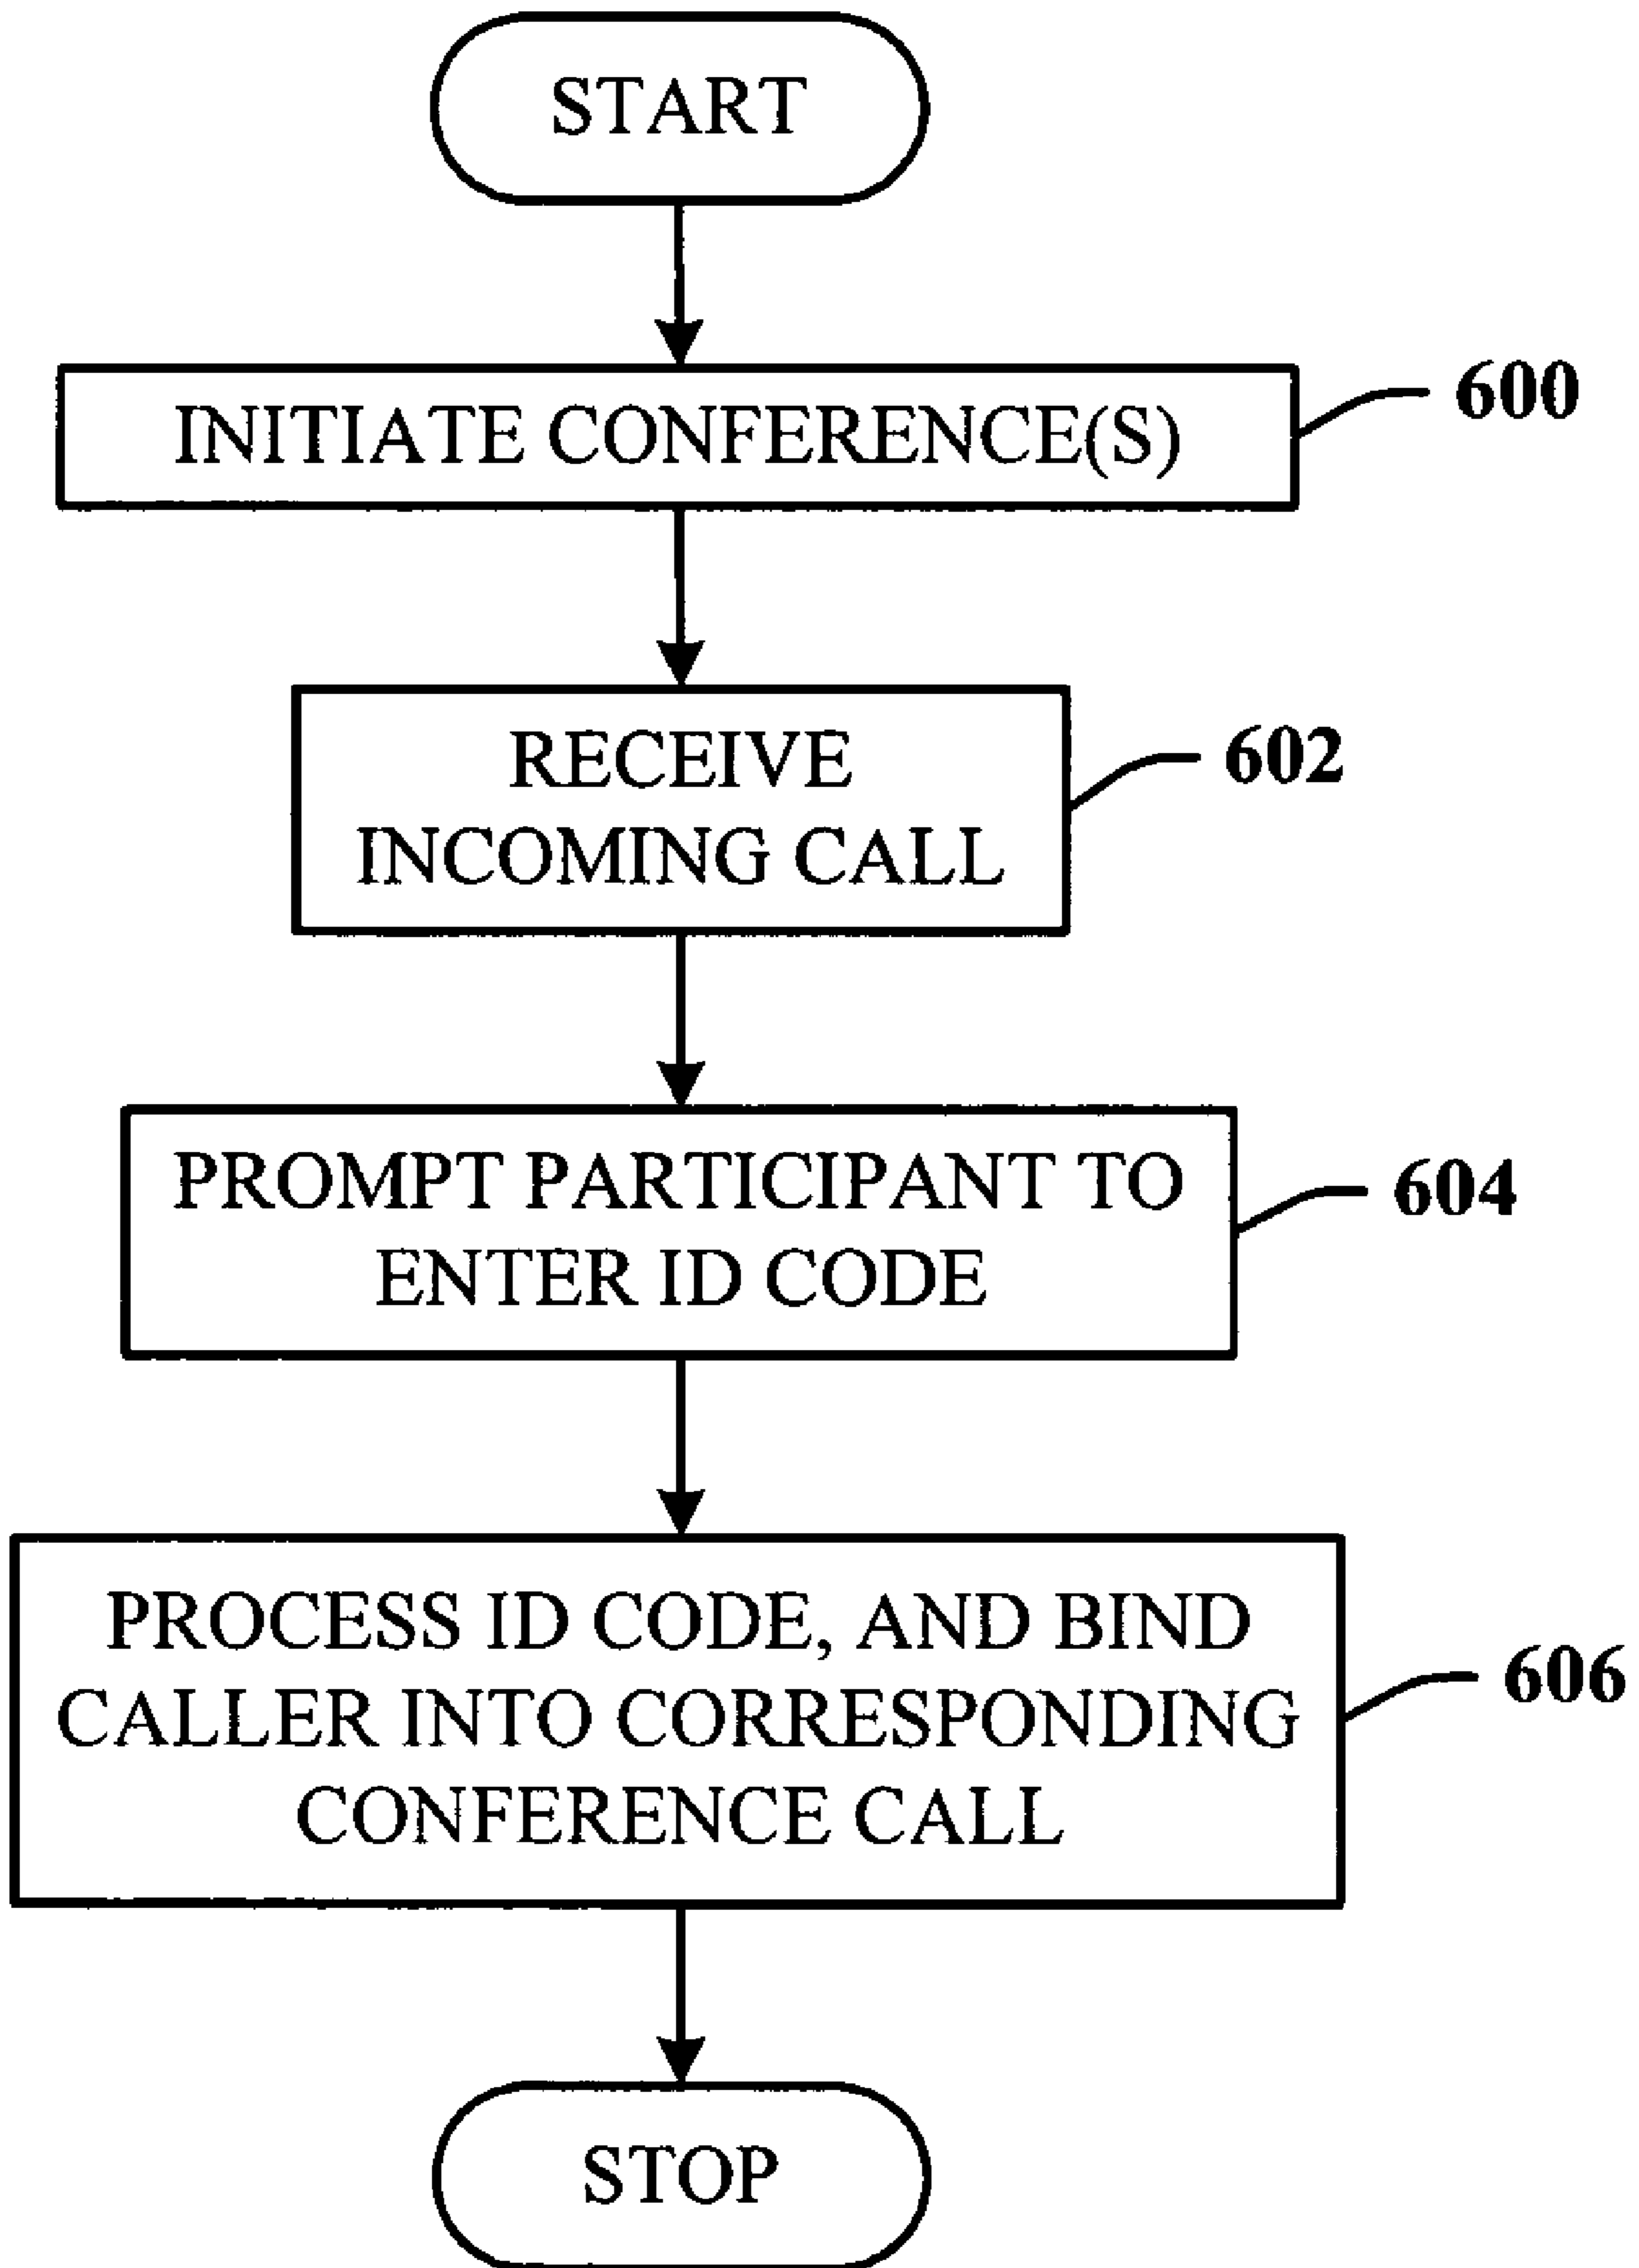 START
INITIATE CONFERENCE(S)
600
RECEIVE
INCOMING CALL
602
PROMPT PARTICIPANT TO
ENTER ID CODE
604
PROCESS ID CODE, AND BIND
CALLER INTO CORRESPONDING
CONFERENCE CALL
606
STOP